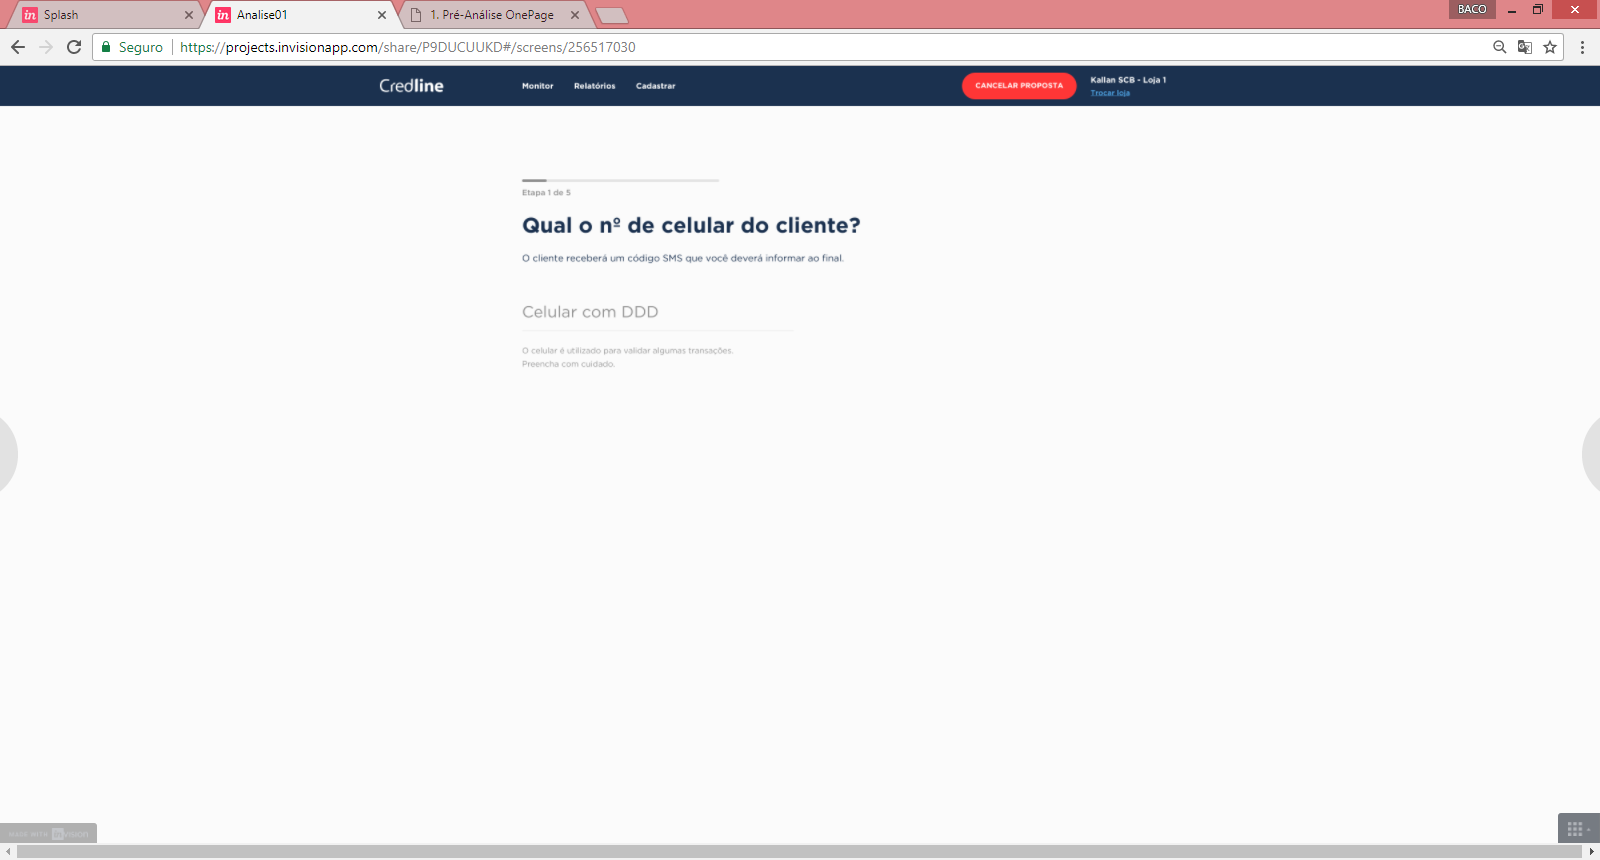 Splash
Analise01
1. Pré-Análise OnePage
BACO
Seguro
https://projects.invisionapp.com/share/P9DUCUUKD#/screens/256517030
Credline
Monitor
Relatórios
Cadastrar
CANCELAR PROPOSTA
Kallan SCB - Loja 1
Trocar loja
Etapa 1 de 5
Qual o nº de celular do cliente?
O cliente receberá um código SMS que você deverá informar ao final.
Celular com DDD
O celular é utilizado para validar algumas transações.
Preencha com cuidado.
MADE WITH inVISION